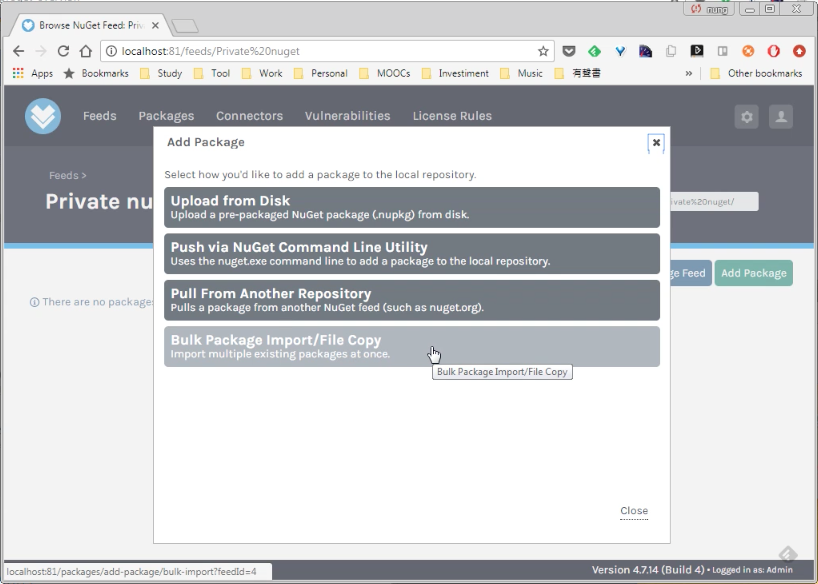 Browse NuGet Feed: Priv
localhost:81/feeds/Private%20nuget
Apps Bookmarks Study Tool Work Personal MOOCs Investiment Music 有聲書 » Other bookmarks
Feeds Packages Connectors Vulnerabilities License Rules
Add Package
Feeds >
Select how you'd like to add a package to the local repository.
Private nu
Upload from Disk
ivate%20nuget/
Upload a pre-packaged NuGet package (.nupkg) from disk.
Push via NuGet Command Line Utility
Uses the nuget.exe command line to add a package to the local repository.
ge Feed Add Package
Pull From Another Repository
There are no packages
Pulls a package from another NuGet feed (such as nuget.org).
Bulk Package Import/File Copy
Import multiple existing packages at once.
Bulk Package Import/File Copy
Close
localhost:81/packages/add-package/bulk-import?feedId=4
Version 4.7.14 (Build 4) • Logged in as: Admin